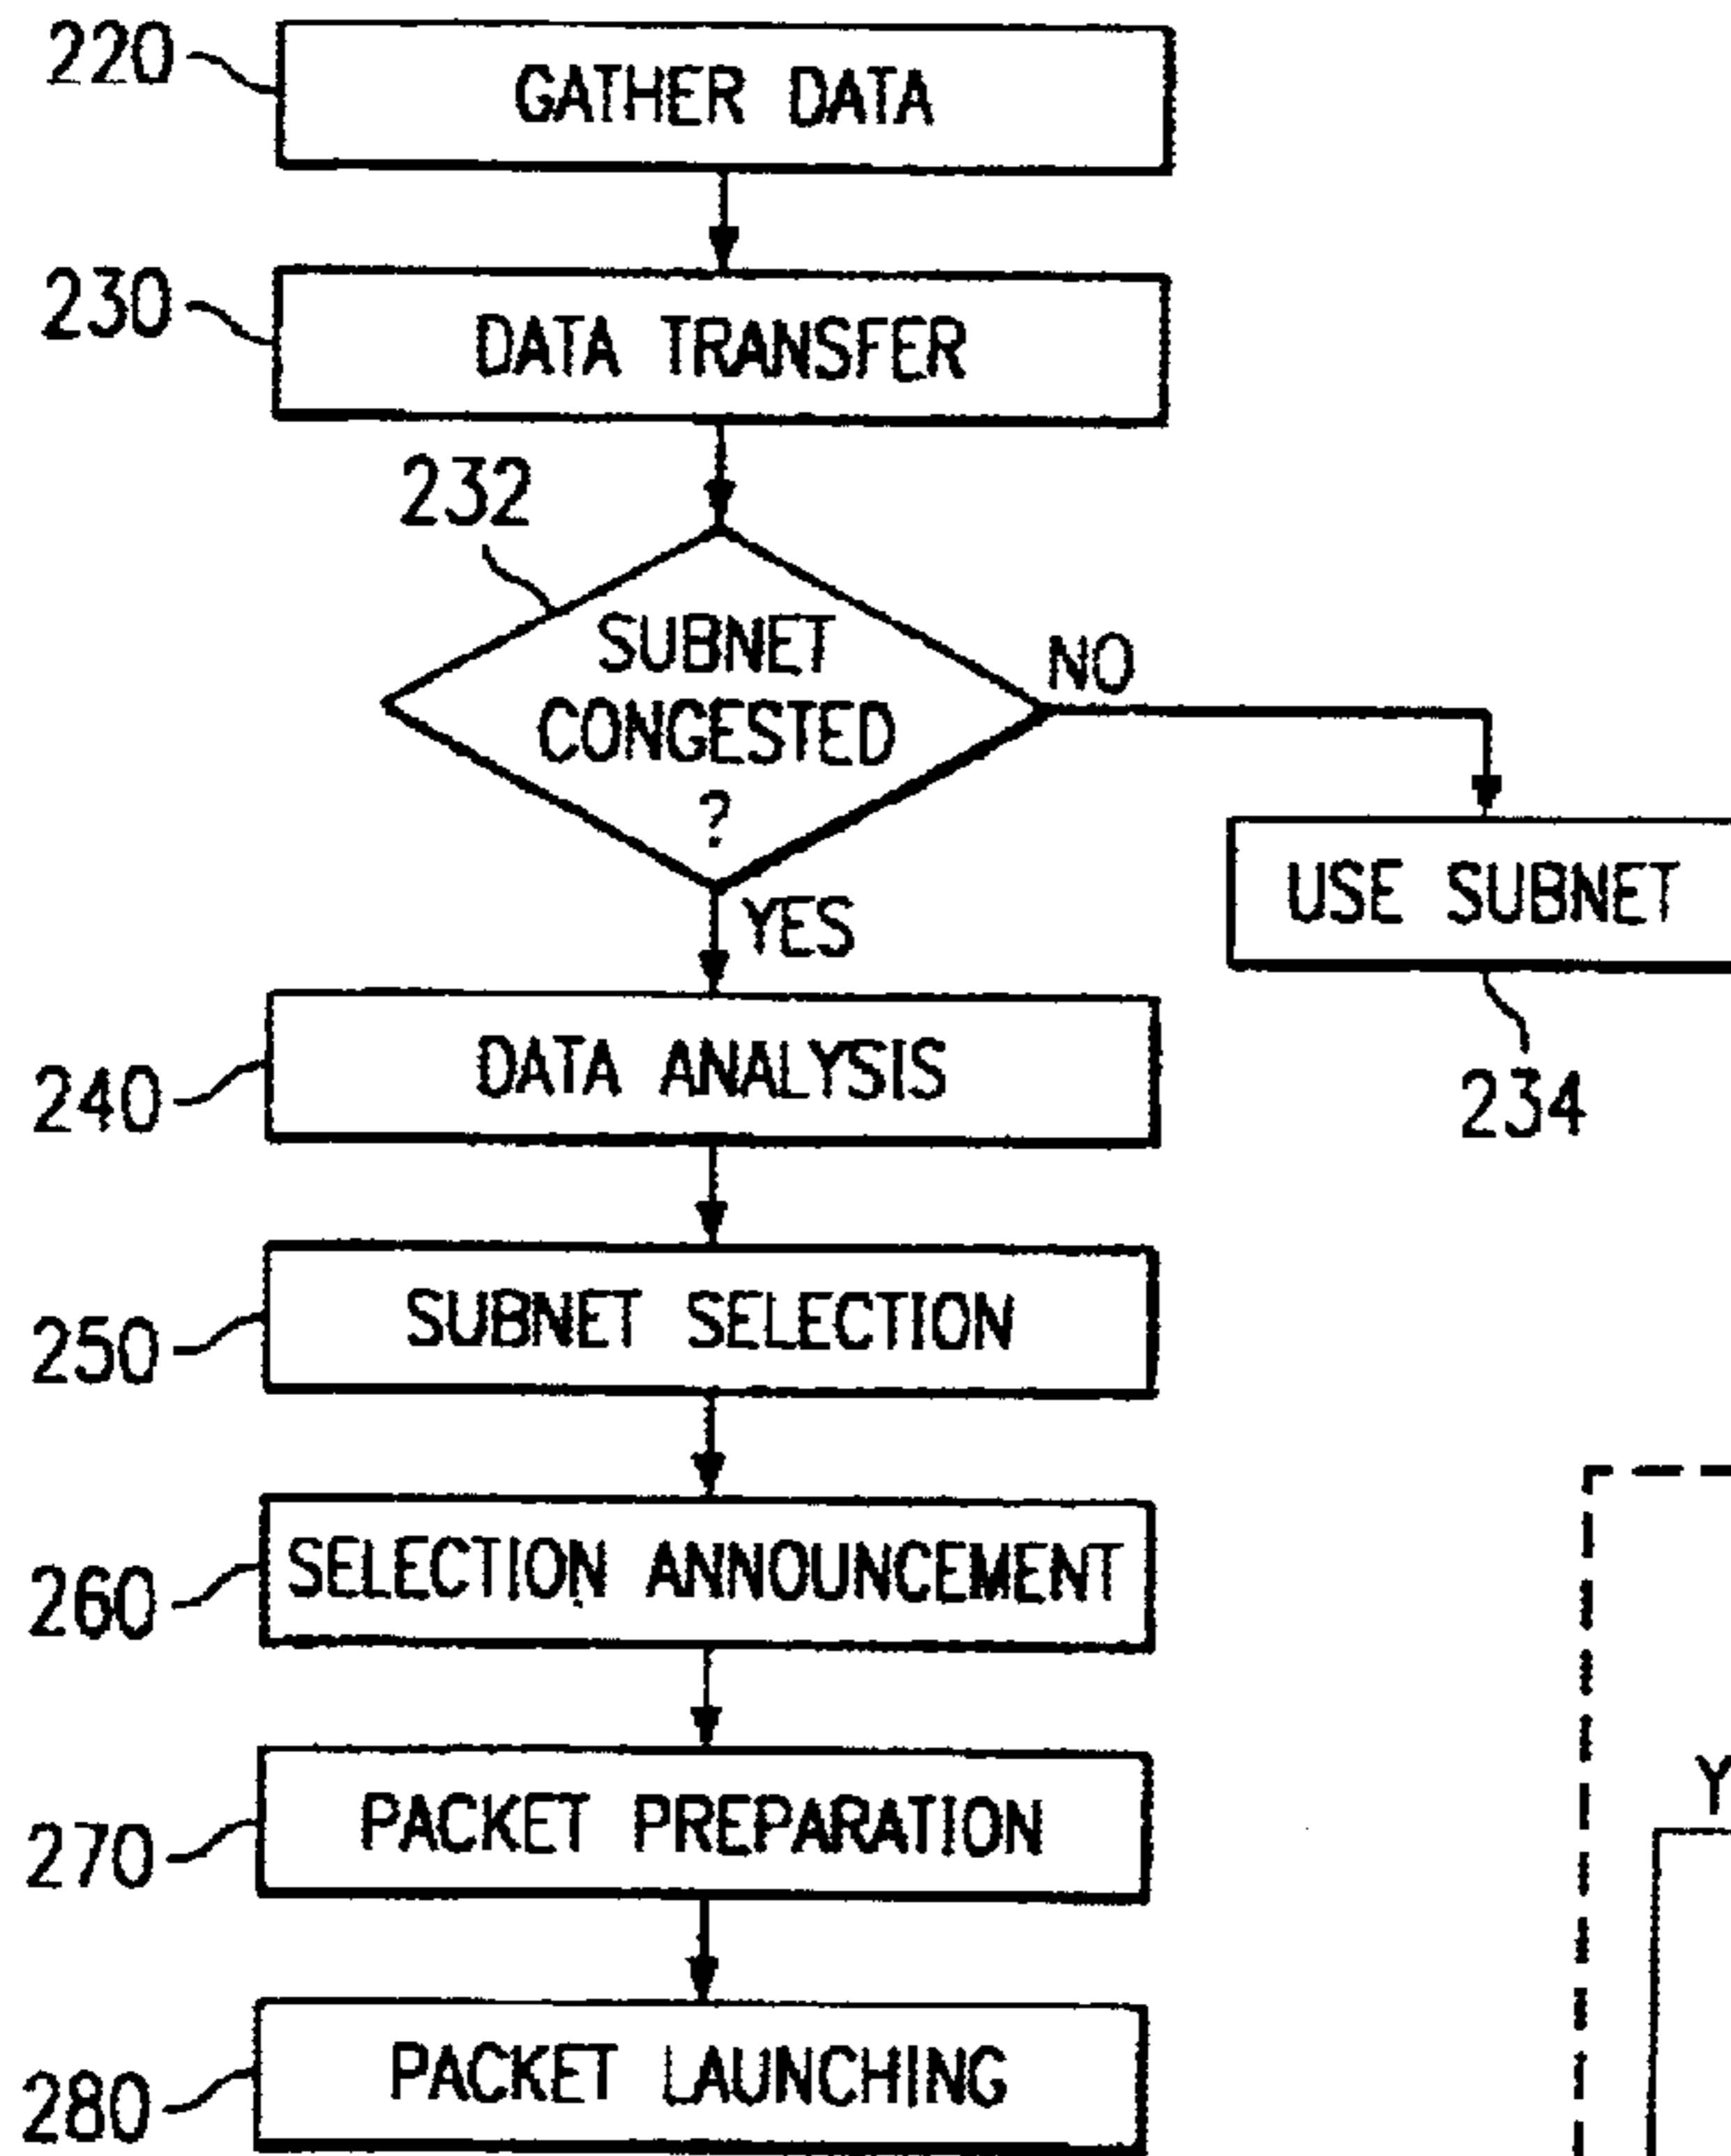 220
GATHER DATA
230
DATA TRANSFER
232
SUBNET
CONGESTED
?
NO
YES
USE SUBNET
234
240
DATA ANALYSIS
250
SUBNET SELECTION
260
SELECTION ANNOUNCEMENT
270
PACKET PREPARATION
280
PACKET LAUNCHING